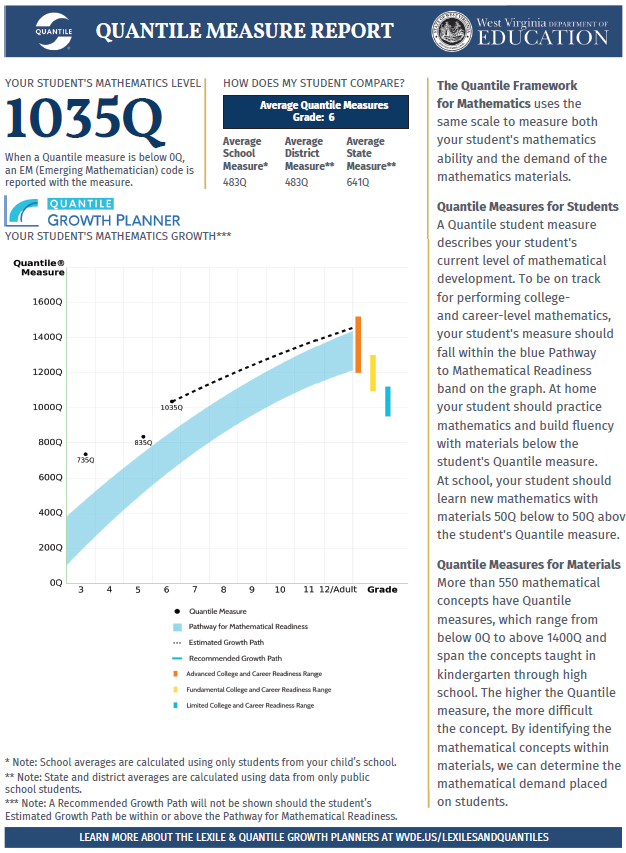 QUANTILE
QUANTILE MEASURE REPORT
West Virginia DEPARTMENT OF
EDUCATION
YOUR STUDENT'S MATHEMATICS LEVEL
1035Q
When a Quantile measure is below 0Q,
an EM (Emerging Mathematician) code is
reported with the measure.
HOW DOES MY STUDENT COMPARE?
Average Quantile Measures
Grade: 6
Average School Measure*
Average District Measure**
Average State Measure**
483Q 483Q 641Q
QUANTILE
GROWTH PLANNER
YOUR STUDENT'S MATHEMATICS GROWTH***
Quantile®
Measure
1600Q
1400Q
1200Q
1000Q
800Q
600Q
400Q
200Q
0Q
735Q
835Q
1035Q
3 4 5 6 7 8 9 10 11 12/Adult Grade
Quantile Measure
Pathway for Mathematical Readiness
Estimated Growth Path
Recommended Growth Path
Advanced College and Career Readiness Range
Fundamental College and Career Readiness Range
Limited College and Career Readiness Range
* Note: School averages are calculated using only students from your child's school.
** Note: State and district averages are calculated using data from only public
school students.
*** Note: A Recommended Growth Path will not be shown should the student's
Estimated Growth Path be within or above the Pathway for Mathematical Readiness.
The Quantile Framework
for Mathematics uses the
same scale to measure both
your student's mathematics
ability and the demand of the
mathematics materials.
Quantile Measures for Students
A Quantile student measure
describes your student's
current level of mathematical
development. To be on track
for performing college-
and career-level mathematics,
your student's measure should
fall within the blue Pathway
to Mathematical Readiness
band on the graph. At home
your student should practice
mathematics and build fluency
with materials below the
student's Quantile measure.
At school, your student should
learn new mathematics with
materials 50Q below to 50Q abov
the student's Quantile measure.
Quantile Measures for Materials
More than 550 mathematical
concepts have Quantile
measures, which range from
below 0Q to above 1400Q and
span the concepts taught in
kindergarten through high
school. The higher the Quantile
measure, the more difficult
the concept. By identifying the
mathematical concepts within
materials, we can determine the
mathematical demand placed
on students.
LEARN MORE ABOUT THE LEXILE & QUANTILE GROWTH PLANNERS AT WVDE.US/LEXILESANDQUANTILES